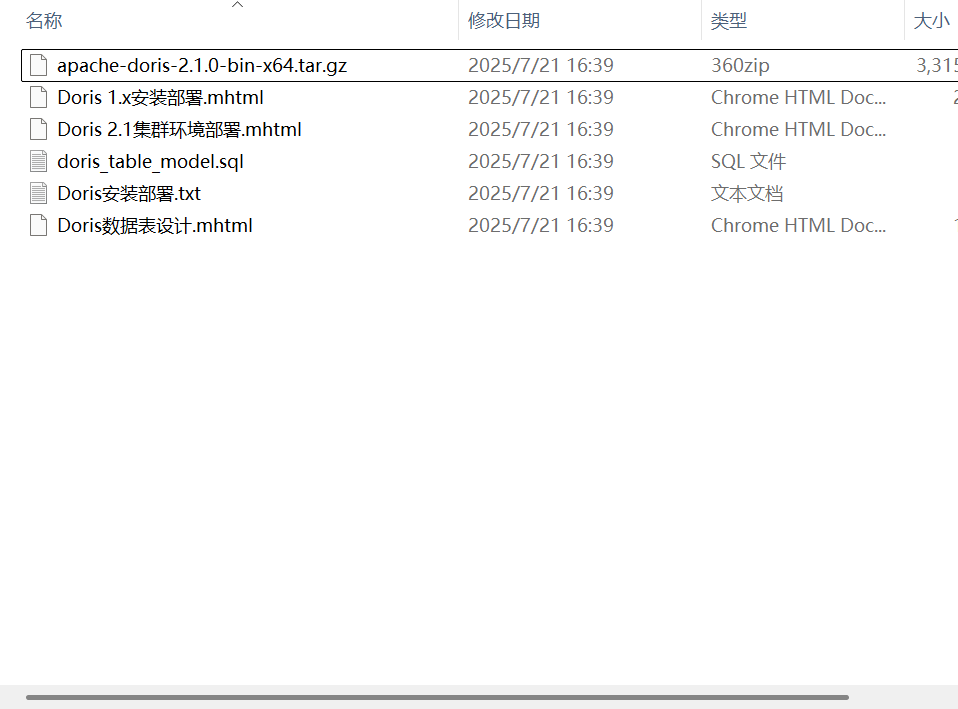 名称 修改日期 类型 大小
apache-doris-2.1.0-bin-x64.tar.gz 2025/7/21 16:39 360zip 3,315
Doris 1.x安装部署.mhtml 2025/7/21 16:39 Chrome HTML Doc...
Doris 2.1集群环境部署.mhtml 2025/7/21 16:39 Chrome HTML Doc...
doris_table_model.sql 2025/7/21 16:39 SQL 文件
Doris安装部署.txt 2025/7/21 16:39 文本文档
Doris数据表设计.mhtml 2025/7/21 16:39 Chrome HTML Doc...